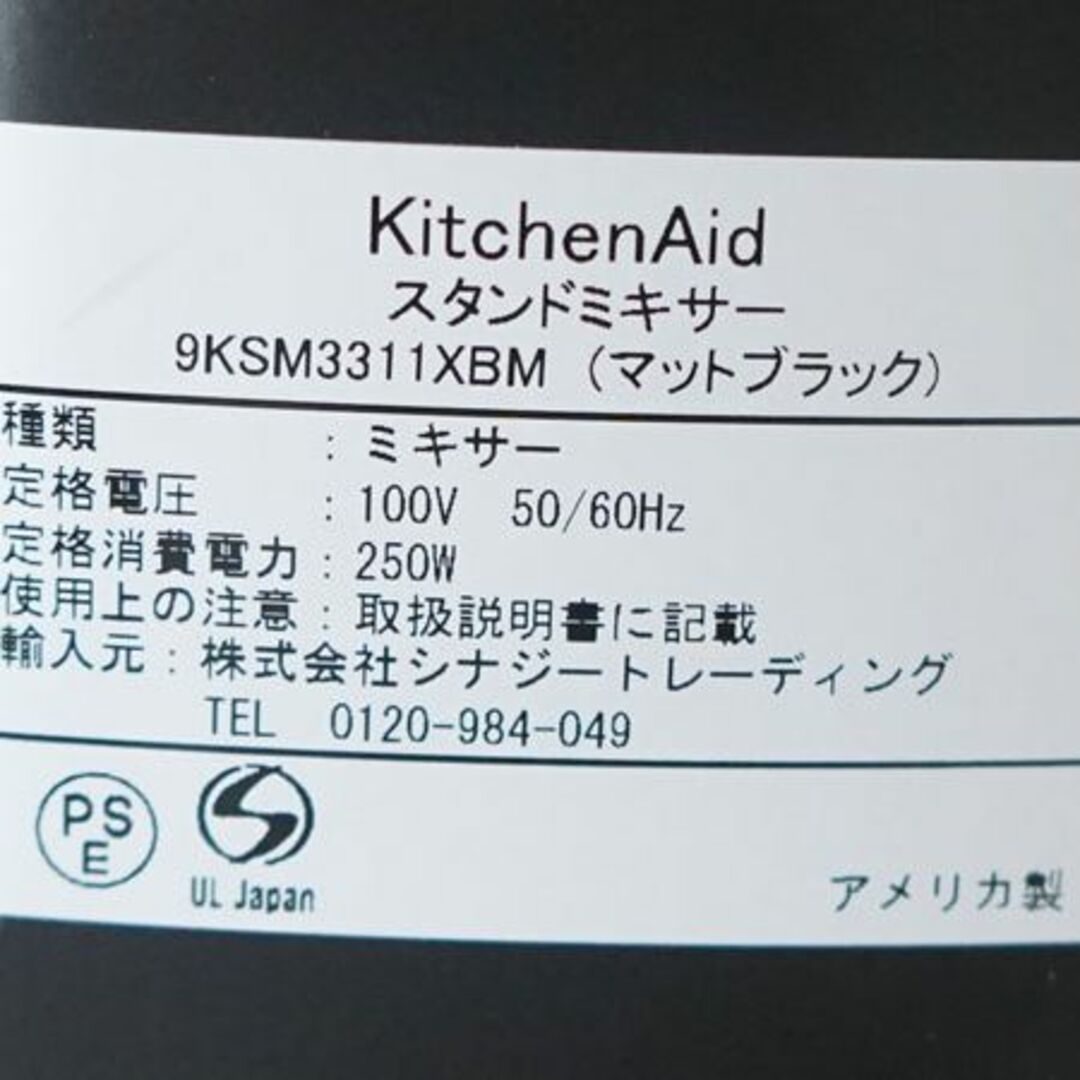 KitchenAid
スタンドミキサー
9KSM3311XBM （マットブラック）
種類 : ミキサー
定格電圧 : 100V 50/60Hz
定格消費電力 : 250W
使用上の注意 : 取扱説明書に記載
輸入元 : 株式会社シナジートレーディング
TEL 0120-984-049
PS
E
UL Japan
アメリカ製